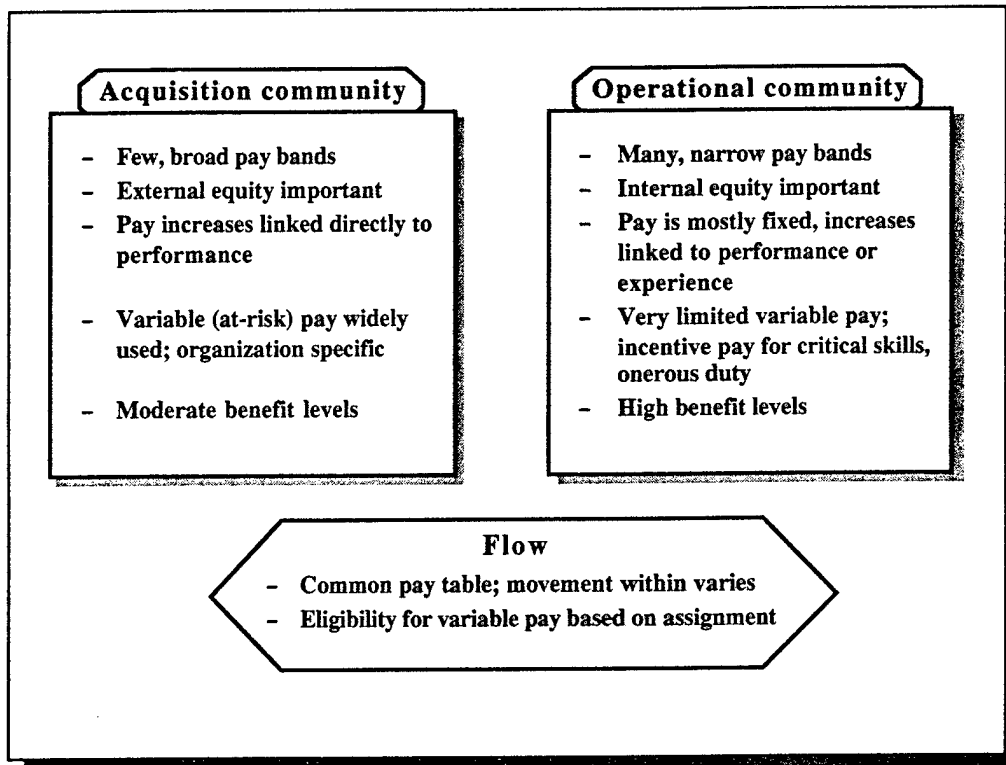 Acquisition community
- Few, broad pay bands
- External equity important
- Pay increases linked directly to
performance
- Variable (at-risk) pay widely
used; organization specific
- Moderate benefit levels
Operational community
- Many, narrow pay bands
- Internal equity important
- Pay is mostly fixed, increases
linked to performance or
experience
- Very limited variable pay;
incentive pay for critical skills,
onerous duty
- High benefit levels
Flow
- Common pay table; movement within varies
- Eligibility for variable pay based on assignment